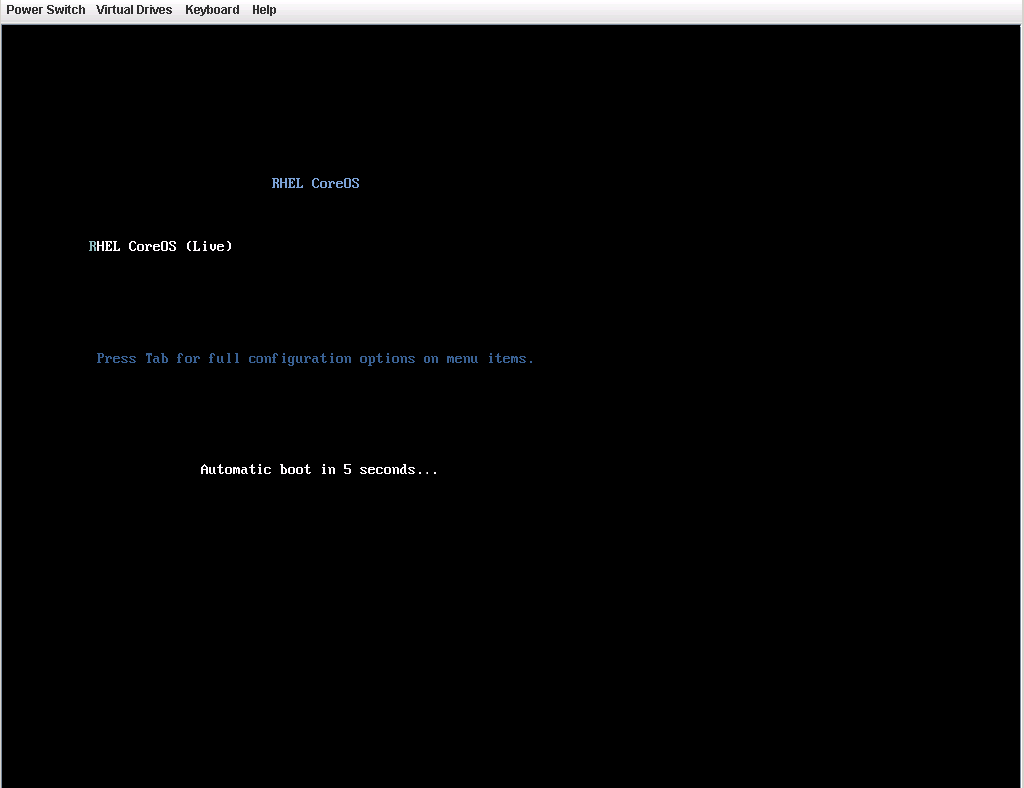 Power Switch Virtual Drives Keyboard Help
RHEL CoreOS
RHEL CoreOS (Live)
Press Tab for full configuration options on menu items.
Automatic boot in 5 seconds...